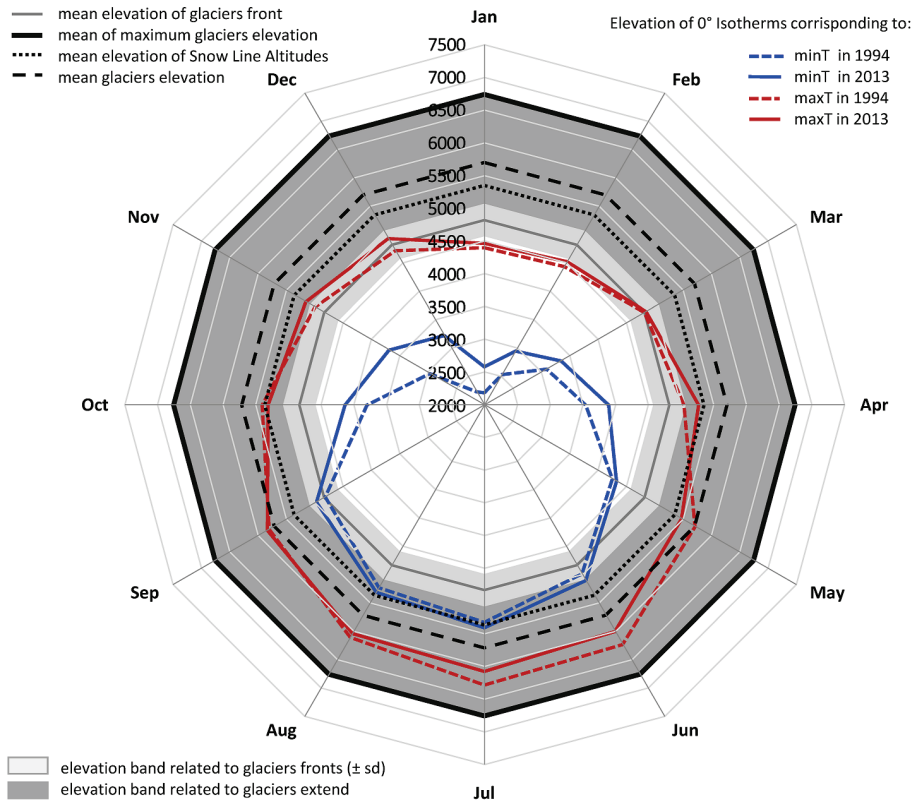 mean elevation of glaciers front
mean of maximum glaciers elevation
mean elevation of Snow Line Altitudes
mean glaciers elevation
Elevation of 0° Isotherms corrisponding to:
minT in 1994
minT in 2013
maxT in 1994
maxT in 2013
Jan
Feb
Mar
Apr
May
Jun
Jul
Aug
Sep
Oct
Nov
Dec
7500
7000
6500
6000
5500
5000
4500
4000
3500
3000
2500
2000
elevation band related to glaciers fronts (± sd)
elevation band related to glaciers extend